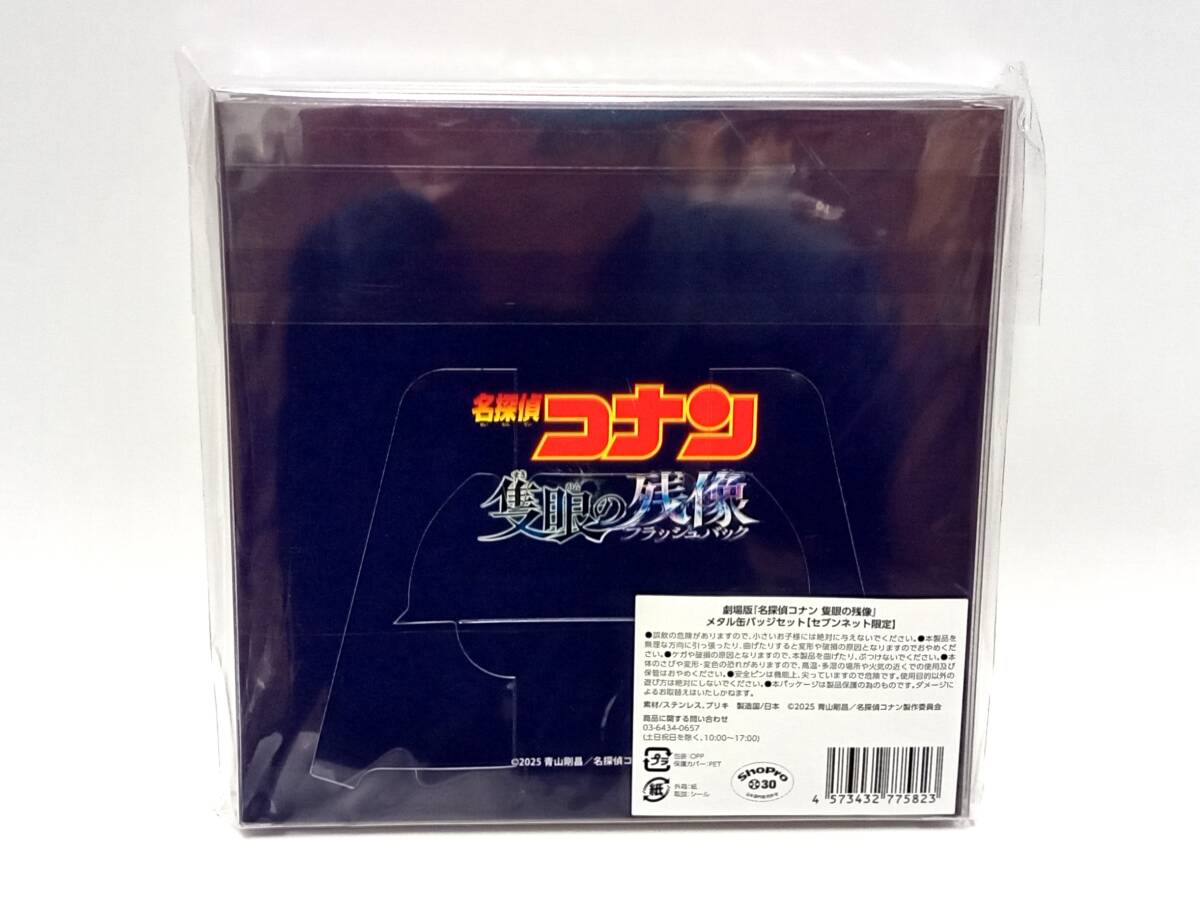 名探偵
コナン
せき がん
隻眼の残像
フラッシュバック
劇場版「名探偵コナン 隻眼の残像」
メタル缶バッジセット【セブンネット限定】
●誤飲の危険がありますので、小さいお子様には絶対に与えないでください。●本製品を
無理な方向に引っ張ったり、曲げたりすると変形や破損の原因となりますのでおやめくだ
さい。●ケガや破損の原因となりますので、本製品を曲げたり、ぶつけないでください。●本
体のさびや変形・変色の恐れがありますので、高温・多湿の場所や火気の近くでの使用及び
保管はおやめください。●安全ピンは機能上、尖っていますので危険です。使用目的以外の
遊び方は絶対にしないでください。●本パッケージは製品保護の為のものです。ダメージに
よるお取替えはいたしかねます。
素材/ステンレス、ブリキ 製造国/日本 ©2025 青山剛昌/名探偵コナン製作委員会
商品に関する問い合わせ
03-6434-0657
(土日祝日を除く、10:00~17:00)
プラ
包装:OPP
保護カバー:PET
紙
外箱:紙
取説:シール
ShoPro
30
4 573432 775823
©2025 青山剛昌/名探偵コ